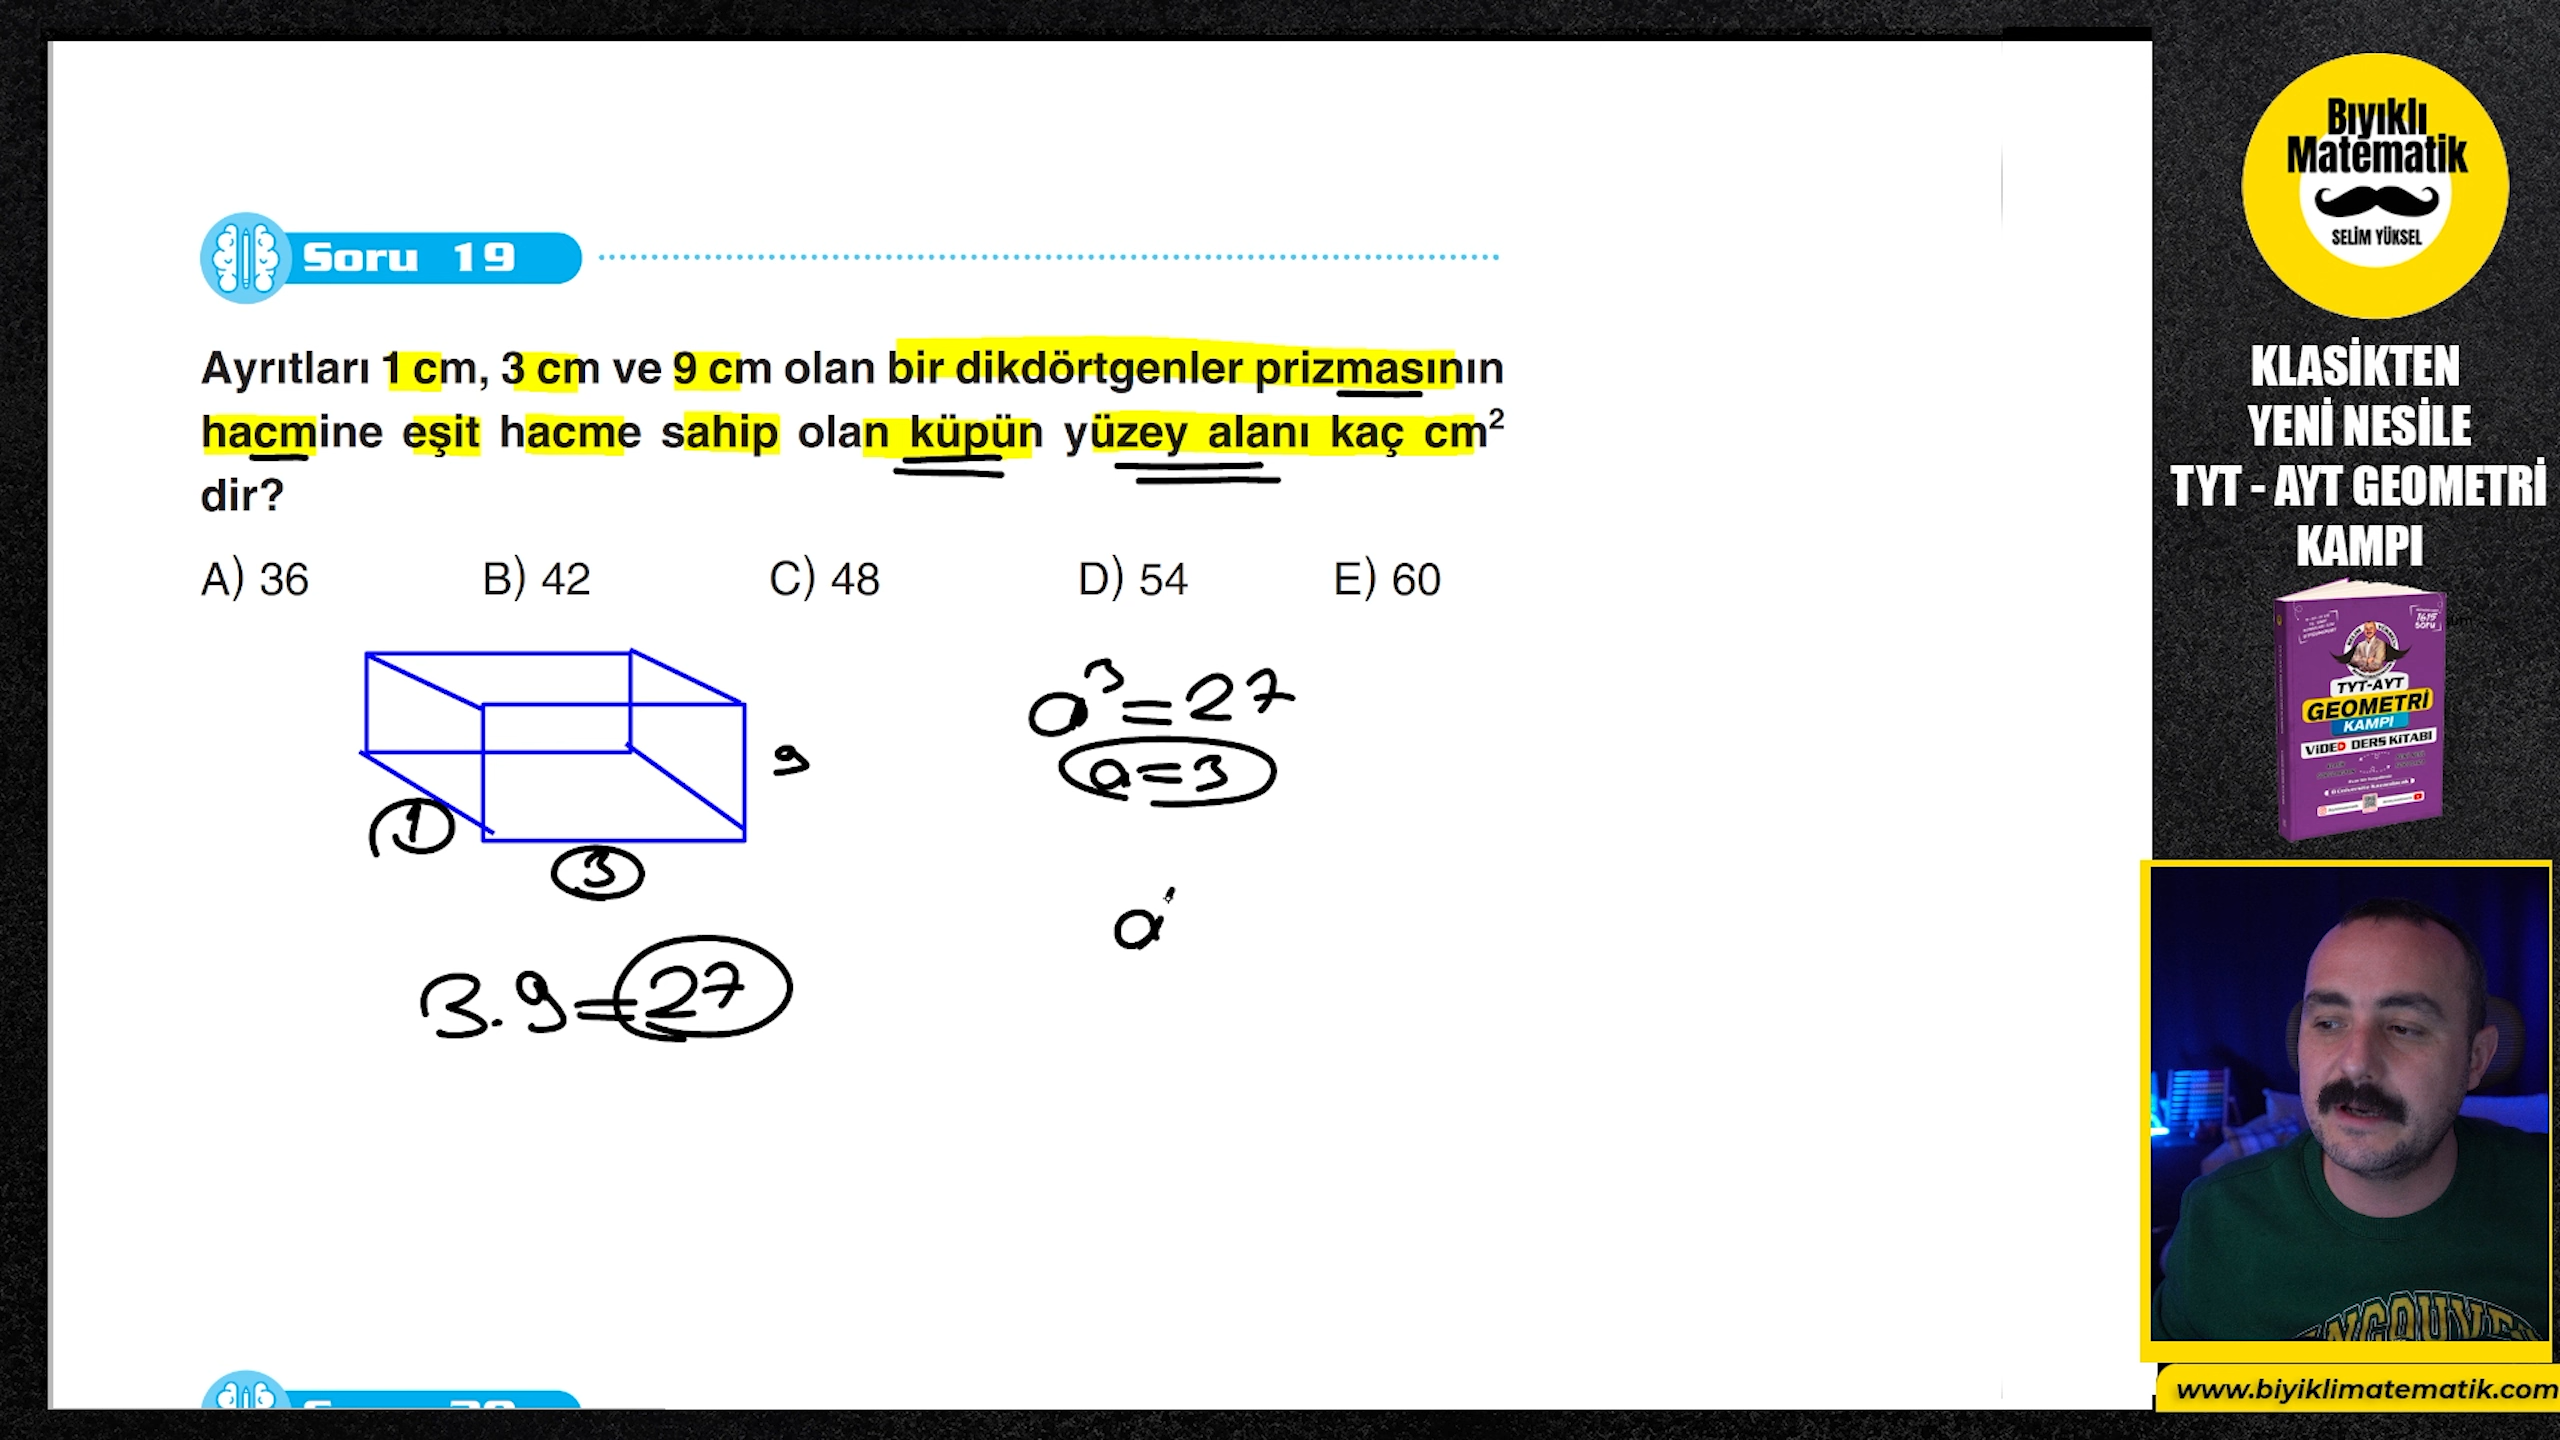 Soru 19
Ayrıtları 1 cm, 3 cm ve 9 cm olan bir dikdörtgenler prizmasının
hacmine eşit hacme sahip olan küpün yüzey alanı kaç cm²
dir?
A) 36 B) 42 C) 48 D) 54 E) 60
a³=27
a=3
9
1
3
a
3.9=27
Bıyıklı
Matematik
SELİM YÜKSEL
KLASİKTEN
YENİ NESİLE
TYT - AYT GEOMETRİ
KAMPI
1615
soru
TYT-AYT
GEOMETRİ
KAMPI
VİDEO DERS KİTABI
www.biyiklimatematik.com